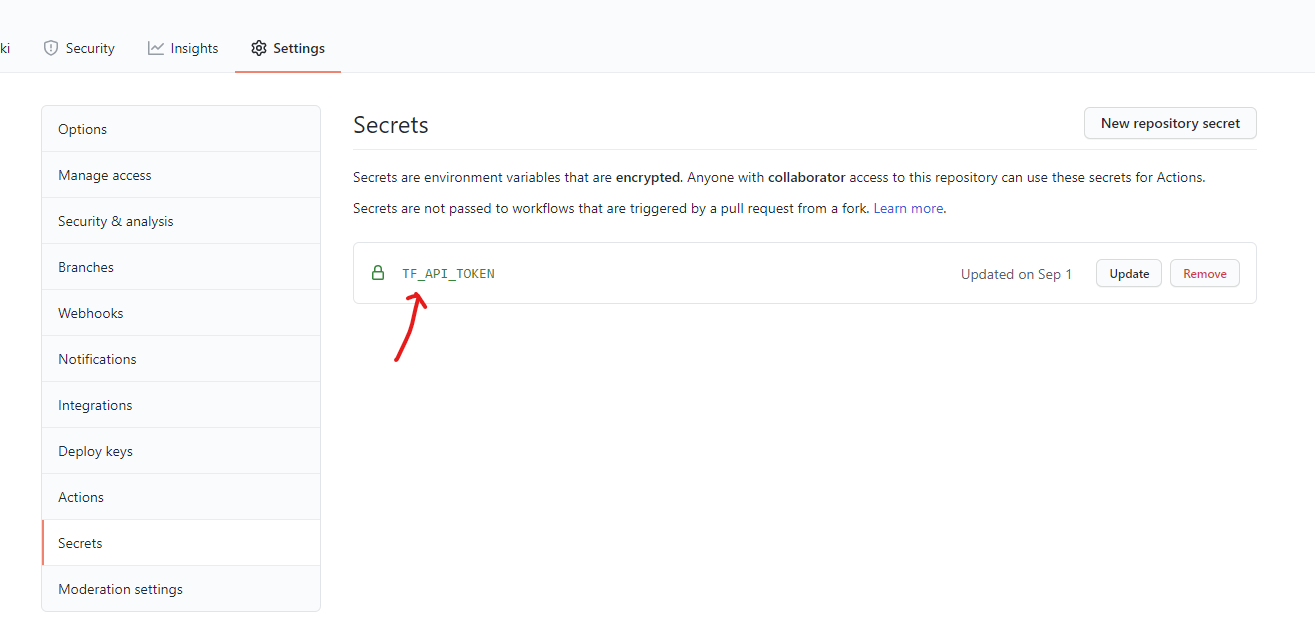 ki Security Insights Settings
Options
Manage access
Security & analysis
Branches
Webhooks
Notifications
Integrations
Deploy keys
Actions
Secrets
Moderation settings
Secrets
New repository secret
Secrets are environment variables that are encrypted. Anyone with collaborator access to this repository can use these secrets for Actions.
Secrets are not passed to workflows that are triggered by a pull request from a fork. Learn more.
TF_API_TOKEN Updated on Sep 1 Update Remove